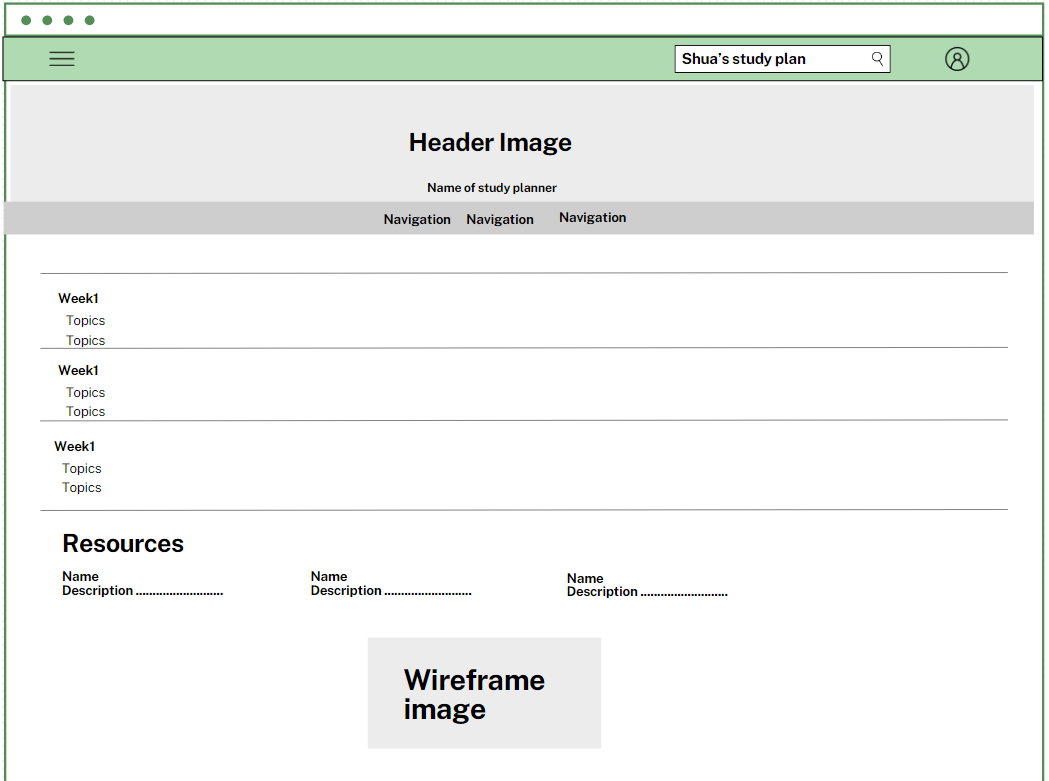 Shua's study plan
Header Image
Name of study planner
Navigation Navigation Navigation
Week1
Topics
Topics
Week1
Topics
Topics
Week1
Topics
Topics
Resources
Name
Description ..........................
Name
Description ..........................
Name
Description ..........................
Wireframe
image